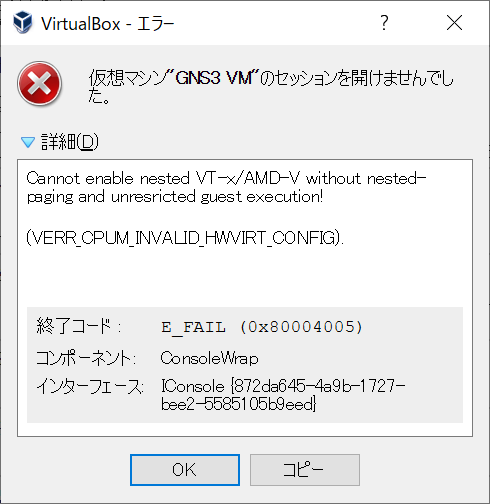 VirtualBox - エラー
仮想マシン"GNS3 VM"のセッションを開けませんでし
た。
詳細(D)
Cannot enable nested VT-x/AMD-V without nested-
paging and unresricted guest execution!
(VERR_CPUM_INVALID_HWVIRT_CONFIG).
終了コード : E_FAIL (0x80004005)
コンポーネント: ConsoleWrap
インターフェース: IConsole {872da645-4a9b-1727-
bee2-5585105b9eed}
OK コピー